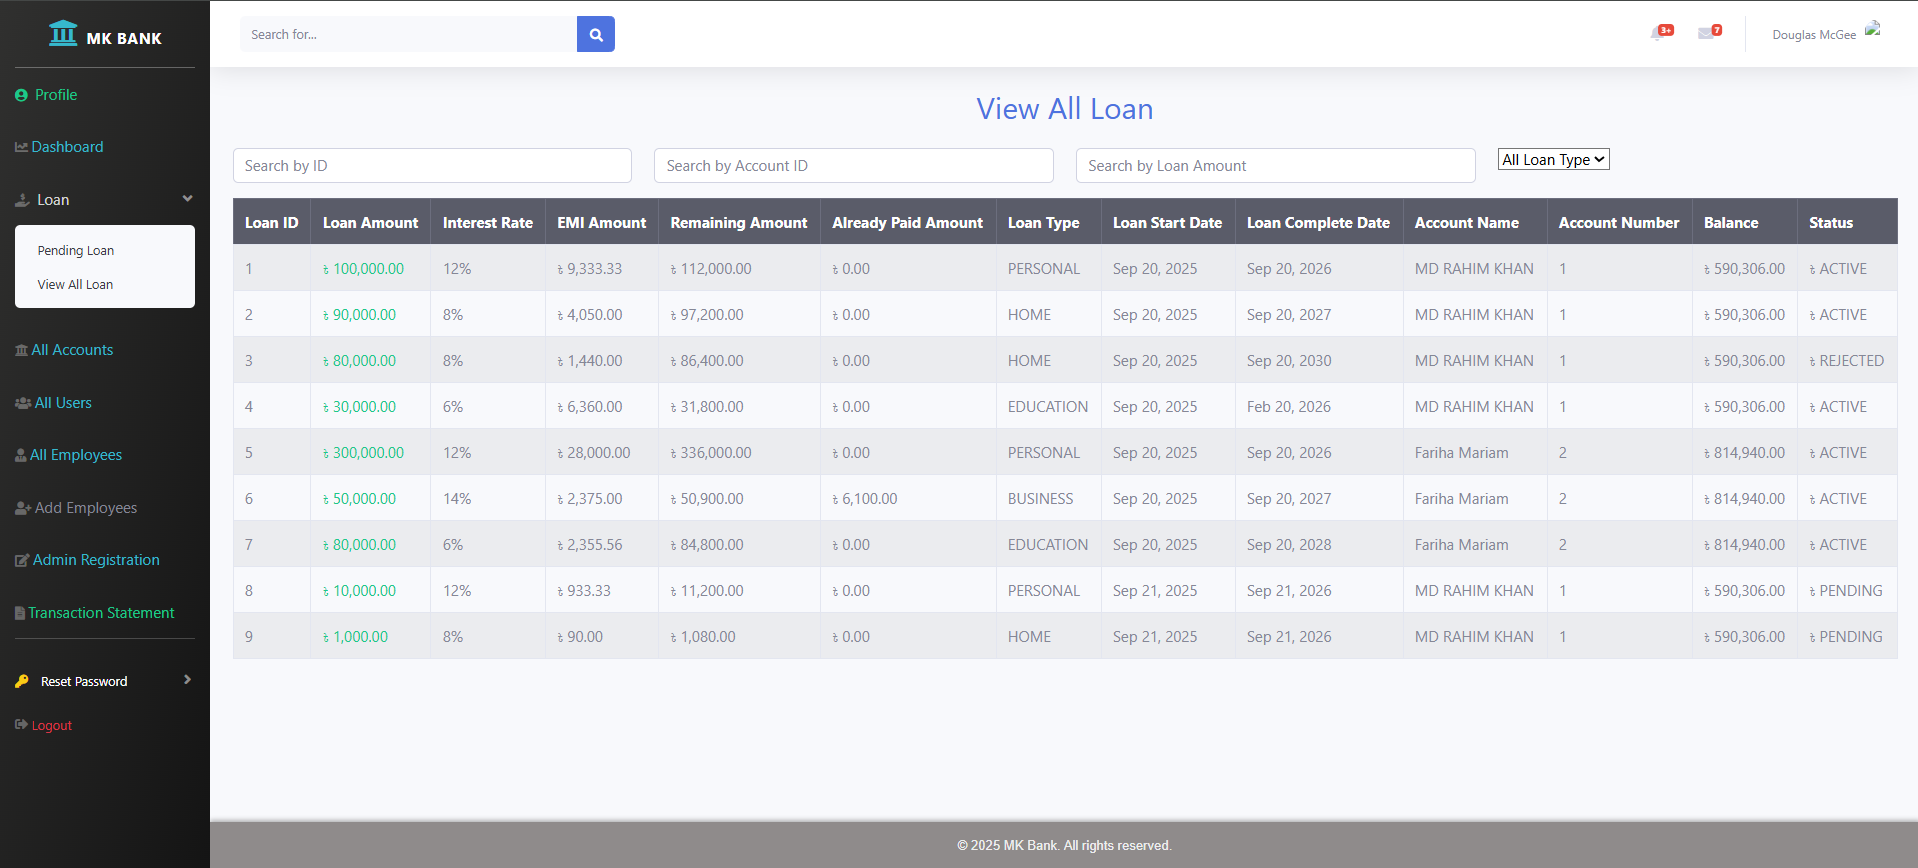 MK BANK
Profile
Dashboard
Loan
Pending Loan
View All Loan
All Accounts
All Users
All Employees
Add Employees
Admin Registration
Transaction Statement
Reset Password
Logout
Search for...
3+
7
Douglas McGee
View All Loan
Search by ID
Search by Account ID
Search by Loan Amount
All Loan Type
Loan ID Loan Amount Interest Rate EMI Amount Remaining Amount Already Paid Amount Loan Type Loan Start Date Loan Complete Date Account Name Account Number Balance Status
1 ৳ 100,000.00 12% ৳ 9,333.33 ৳ 112,000.00 ৳ 0.00 PERSONAL Sep 20, 2025 Sep 20, 2026 MD RAHIM KHAN 1 ৳ 590,306.00 ৳ ACTIVE
2 ৳ 90,000.00 8% ৳ 4,050.00 ৳ 97,200.00 ৳ 0.00 HOME Sep 20, 2025 Sep 20, 2027 MD RAHIM KHAN 1 ৳ 590,306.00 ৳ ACTIVE
3 ৳ 80,000.00 8% ৳ 1,440.00 ৳ 86,400.00 ৳ 0.00 HOME Sep 20, 2025 Sep 20, 2030 MD RAHIM KHAN 1 ৳ 590,306.00 ৳ REJECTED
4 ৳ 30,000.00 6% ৳ 6,360.00 ৳ 31,800.00 ৳ 0.00 EDUCATION Sep 20, 2025 Feb 20, 2026 MD RAHIM KHAN 1 ৳ 590,306.00 ৳ ACTIVE
5 ৳ 300,000.00 12% ৳ 28,000.00 ৳ 336,000.00 ৳ 0.00 PERSONAL Sep 20, 2025 Sep 20, 2026 Fariha Mariam 2 ৳ 814,940.00 ৳ ACTIVE
6 ৳ 50,000.00 14% ৳ 2,375.00 ৳ 50,900.00 ৳ 6,100.00 BUSINESS Sep 20, 2025 Sep 20, 2027 Fariha Mariam 2 ৳ 814,940.00 ৳ ACTIVE
7 ৳ 80,000.00 6% ৳ 2,355.56 ৳ 84,800.00 ৳ 0.00 EDUCATION Sep 20, 2025 Sep 20, 2028 Fariha Mariam 2 ৳ 814,940.00 ৳ ACTIVE
8 ৳ 10,000.00 12% ৳ 933.33 ৳ 11,200.00 ৳ 0.00 PERSONAL Sep 21, 2025 Sep 21, 2026 MD RAHIM KHAN 1 ৳ 590,306.00 ৳ PENDING
9 ৳ 1,000.00 8% ৳ 90.00 ৳ 1,080.00 ৳ 0.00 HOME Sep 21, 2025 Sep 21, 2026 MD RAHIM KHAN 1 ৳ 590,306.00 ৳ PENDING
© 2025 MK Bank. All rights reserved.